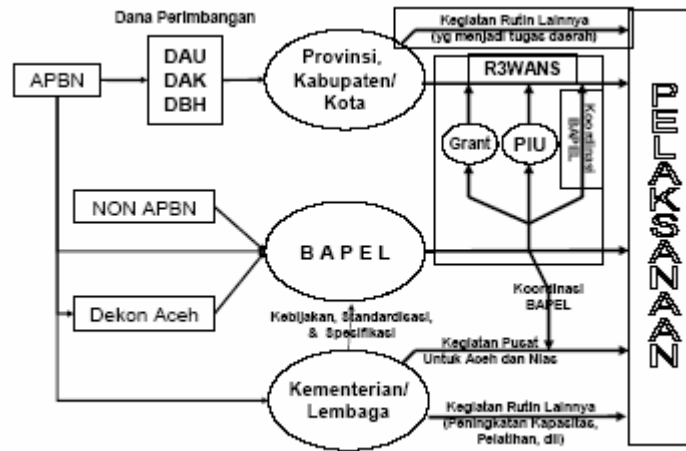 Dana Perimbangan
APBN
DAU
DAK
DBH
Provinsi,
Kabupaten/
Kota
Kegiatan Rutin Lainnya
(yg menjadi tugas daerah)
R3WANS
Grant
PIU
Koordinasi
BAPEL
NON APBN
BAPEL
Dekon Aceh
Koordinasi
BAPEL
Kebijakan, Standardisasi,
& Spesifikasi
Kegiatan Pusat
Untuk Aceh dan Nias
Kementerian/
Lembaga
Kegiatan Rutin Lainnya
(Peningkatan Kapasitas,
Pelatihan, dll)
PELAKSANAAN